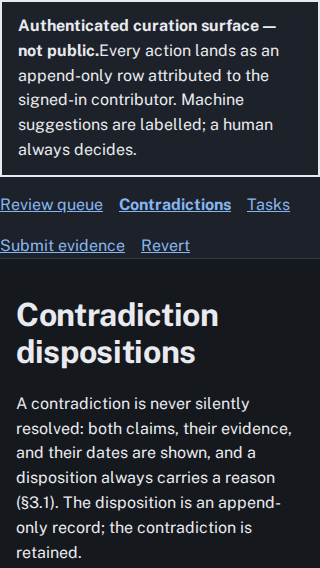 Authenticated curation surface —
not public.Every action lands as an
append-only row attributed to the
signed-in contributor. Machine
suggestions are labelled; a human
always decides.
Review queue Contradictions Tasks
Submit evidence Revert
Contradiction
dispositions
A contradiction is never silently
resolved: both claims, their evidence,
and their dates are shown, and a
disposition always carries a reason
(§3.1). The disposition is an append-
only record; the contradiction is
retained.